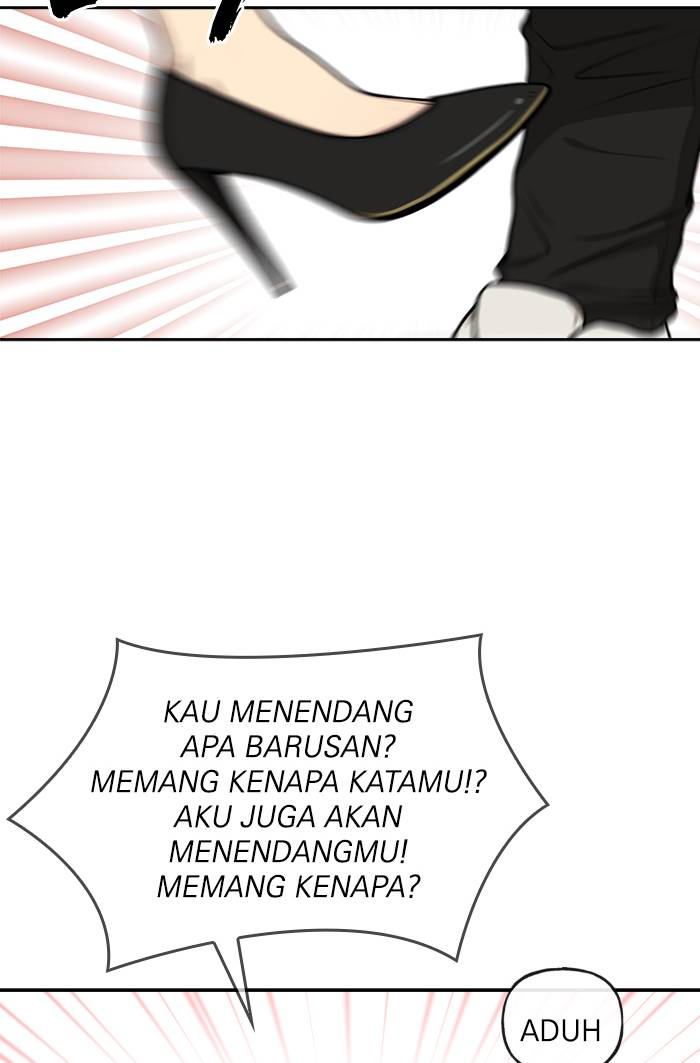 KAU MENENDANG
APA BARUSAN?
MEMANG KENAPA KATAMU!?
AKU JUGA AKAN
MENENDANGMU!
MEMANG KENAPA?
ADUH